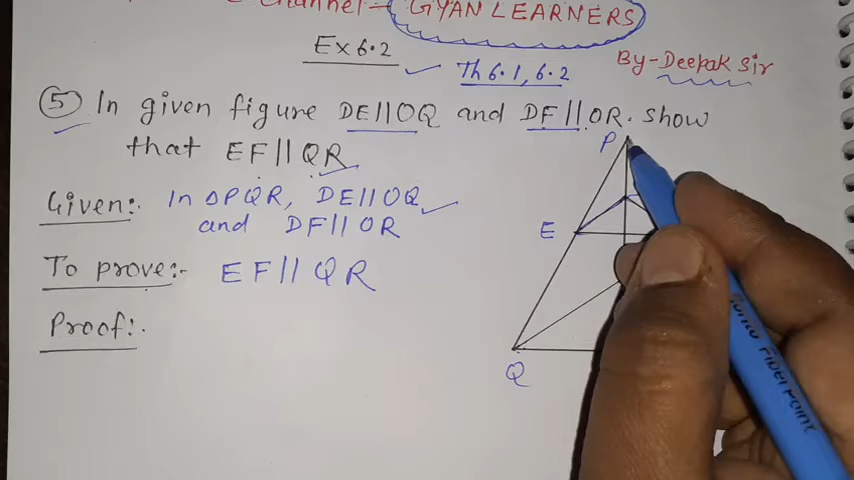 Channel - GYAN LEARNERS
Ex 6.2
Th 6.1, 6.2
By-Deepak Sir
⑤ In given figure DE||OQ and DF||OR. show
that EF||QR
Given:. In ΔPQR, DE||OQ
and DF||OR
To prove:- EF||QR
Proof:.
P
E
Q